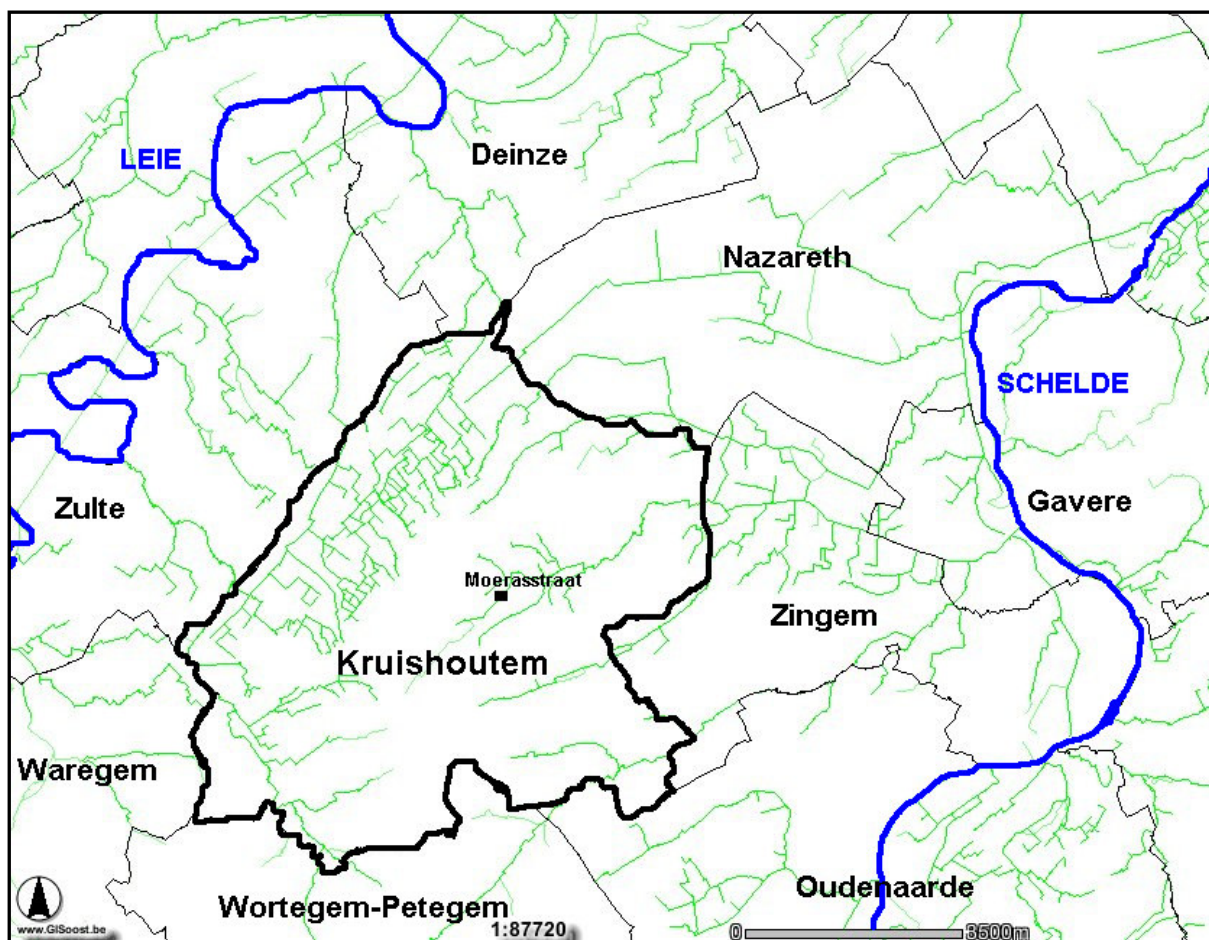 Deinze
LEIE
Nazareth
SCHELDE
Gavere
Zulte
Moerasstraat
Zingem
Kruishoutem
Waregem
Oudenaarde
Wortegem-Petegem
www.GISoost.be
1:87720
0
3500m